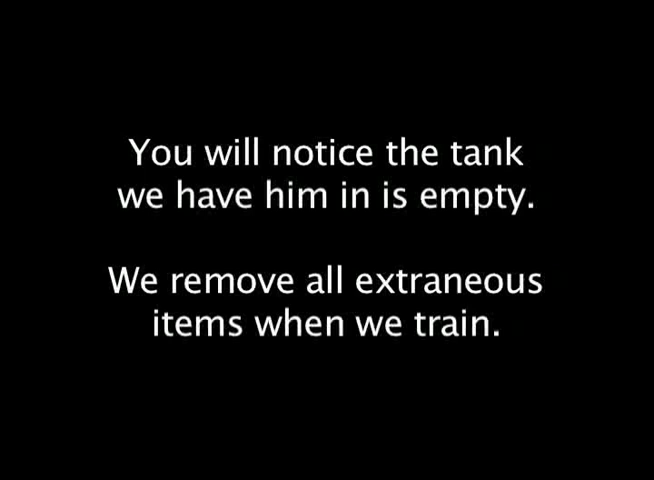 You will notice the tank
we have him in is empty.
We remove all extraneous
items when we train.